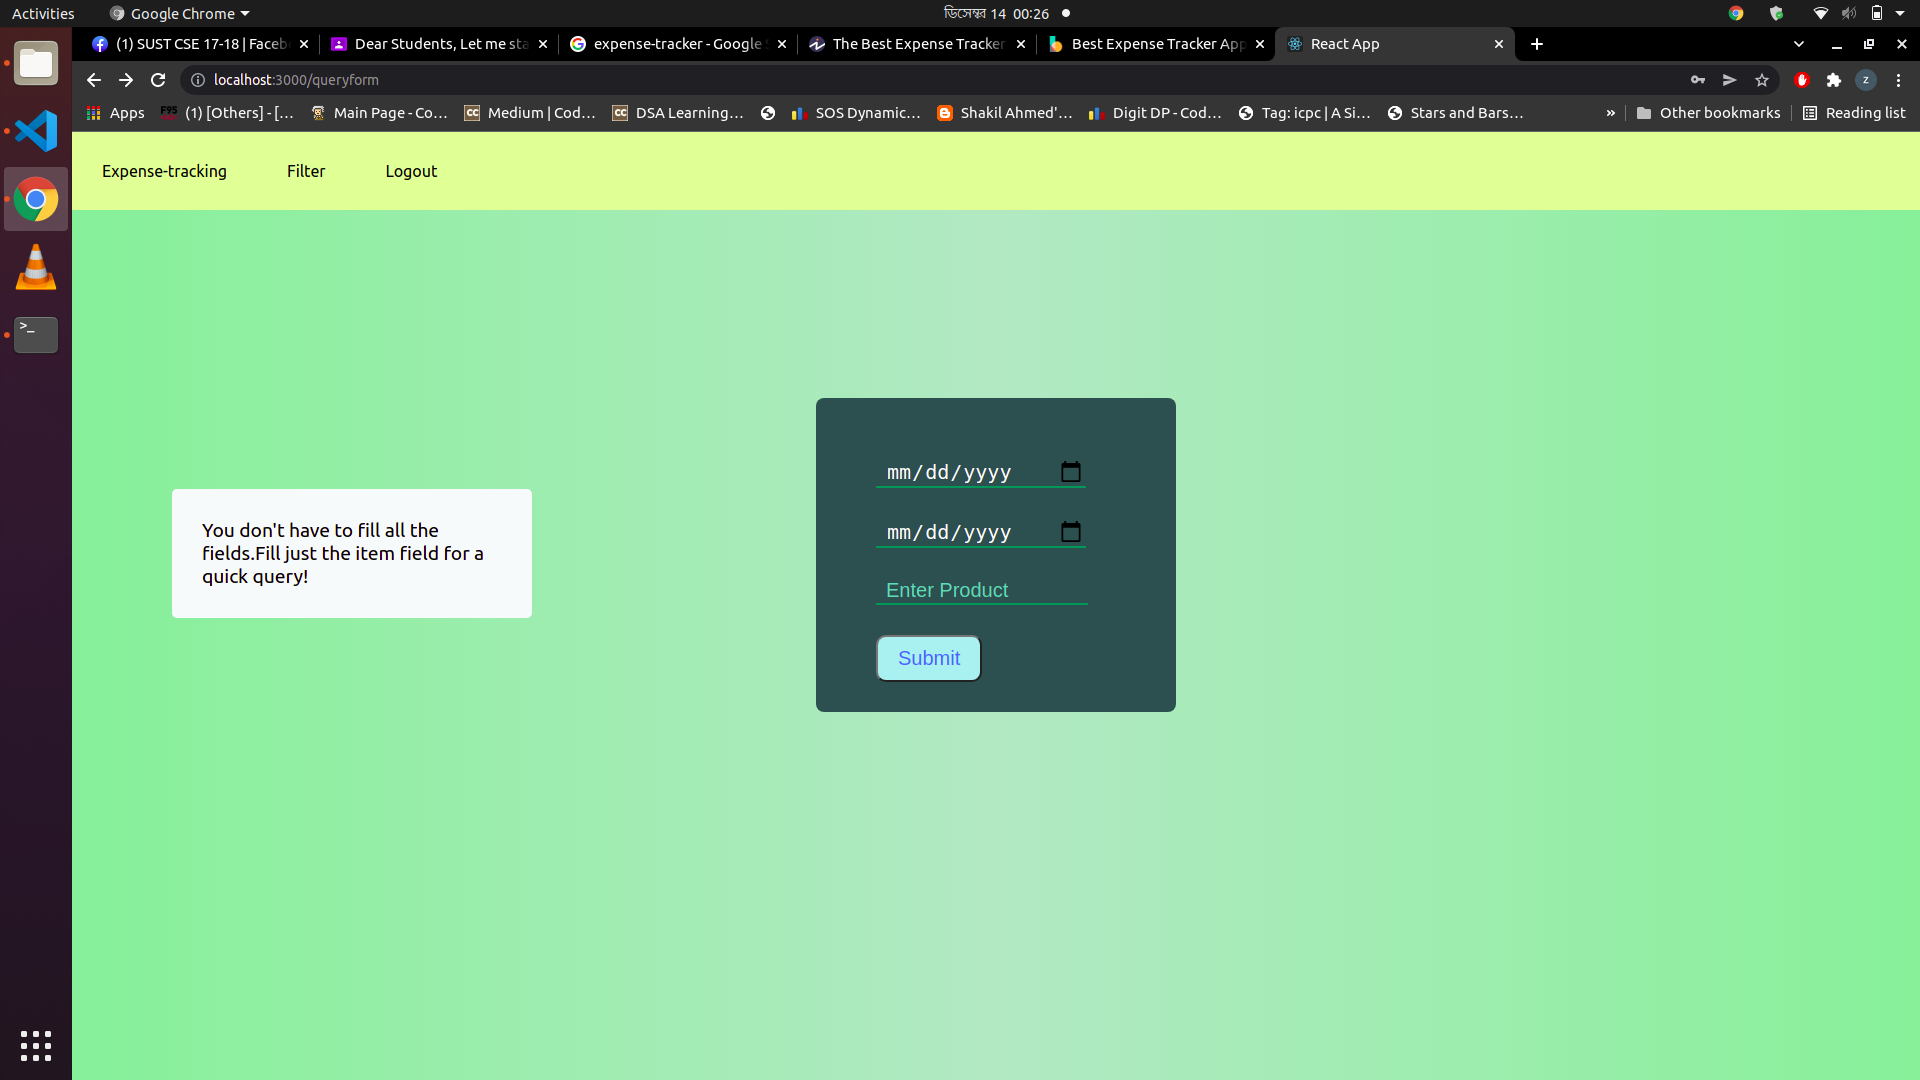 Activities
Google Chrome
ডিসেম্বর 14 00:26
(1) SUST CSE 17-18 | Faceb
Dear Students, Let me sta
expense-tracker - Google S
The Best Expense Tracker
Best Expense Tracker App
React App
localhost:3000/queryform
z
Apps
F95
(1) [Others] - [...
Main Page - Co...
CC
Medium | Cod...
CC
DSA Learning...
SOS Dynamic...
Shakil Ahmed'...
Digit DP - Cod...
Tag: icpc | A Si...
Stars and Bars...
»
Other bookmarks
Reading list
Expense-tracking
Filter
Logout
>_
mm/dd/yyyy
You don't have to fill all the
fields.Fill just the item field for a
quick query!
mm/dd/yyyy
Enter Product
Submit